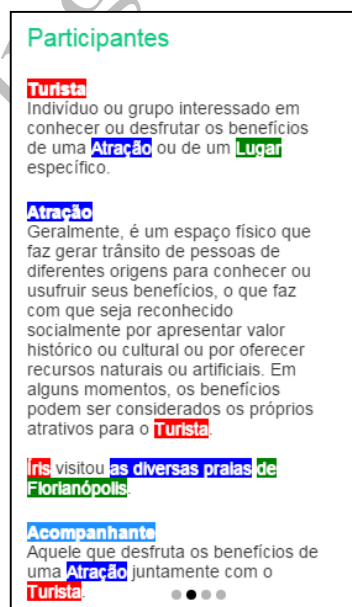 Participantes
Turista
Indivíduo ou grupo interessado em
conhecer ou desfrutar os benefícios
de uma Atração ou de um Lugar
específico.
Atração
Geralmente, é um espaço físico que
faz gerar trânsito de pessoas de
diferentes origens para conhecer ou
usufruir seus benefícios, o que faz
com que seja reconhecido
socialmente por apresentar valor
histórico ou cultural ou por oferecer
recursos naturais ou artificiais. Em
alguns momentos, os benefícios
podem ser considerados os próprios
atrativos para o Turista.
Íris visitou as diversas praias de
Florianópolis.
Acompanhante
Aquele que desfruta os benefícios de
uma Atração juntamente com o
Turista.